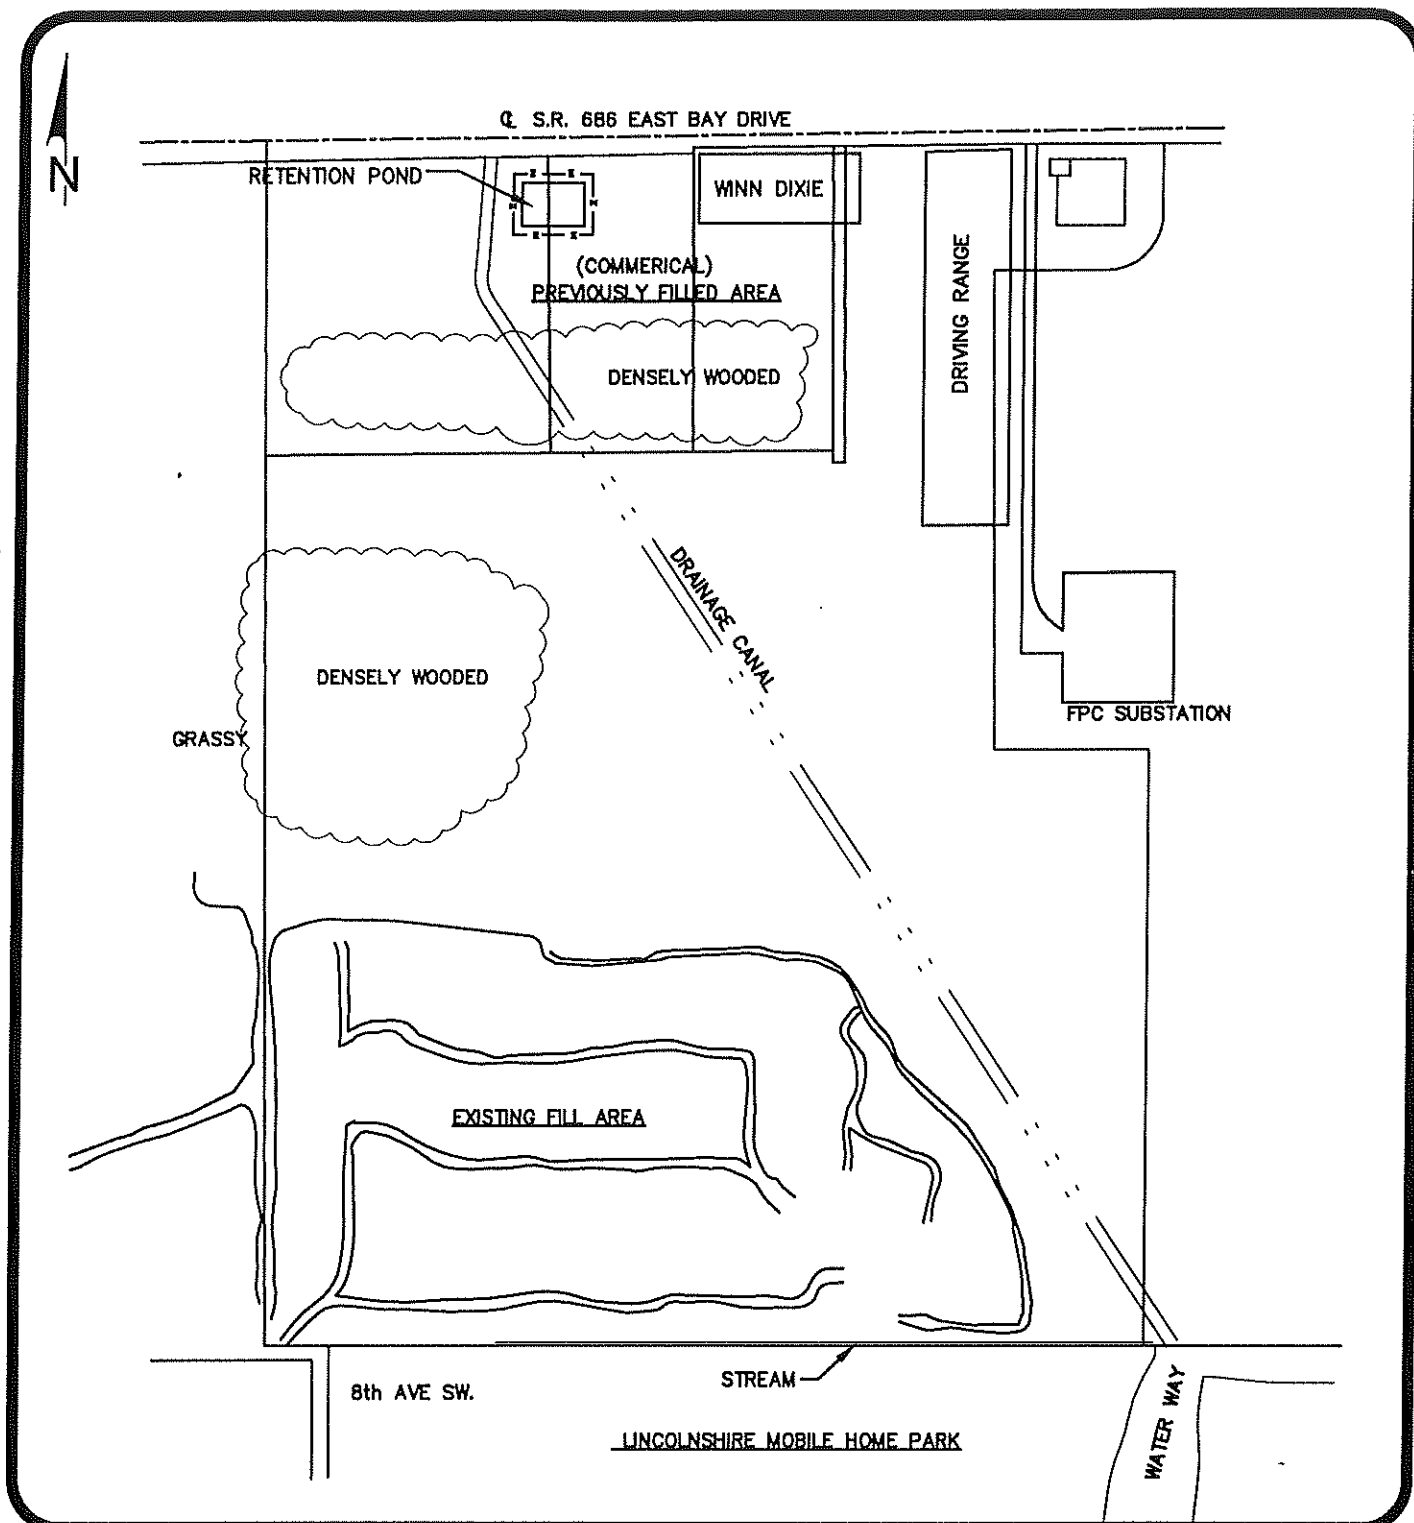 ℄ S.R. 686 EAST BAY DRIVE
N
RETENTION POND
WINN DIXIE
(COMMERICAL)
PREVIOUSLY FILLED AREA
DRIVING RANGE
DENSELY WOODED
DRAINAGE CANAL
DENSELY WOODED
FPC SUBSTATION
GRASSY
EXISTING FILL AREA
STREAM
8th AVE SW.
WATER WAY
LINCOLNSHIRE MOBILE HOME PARK